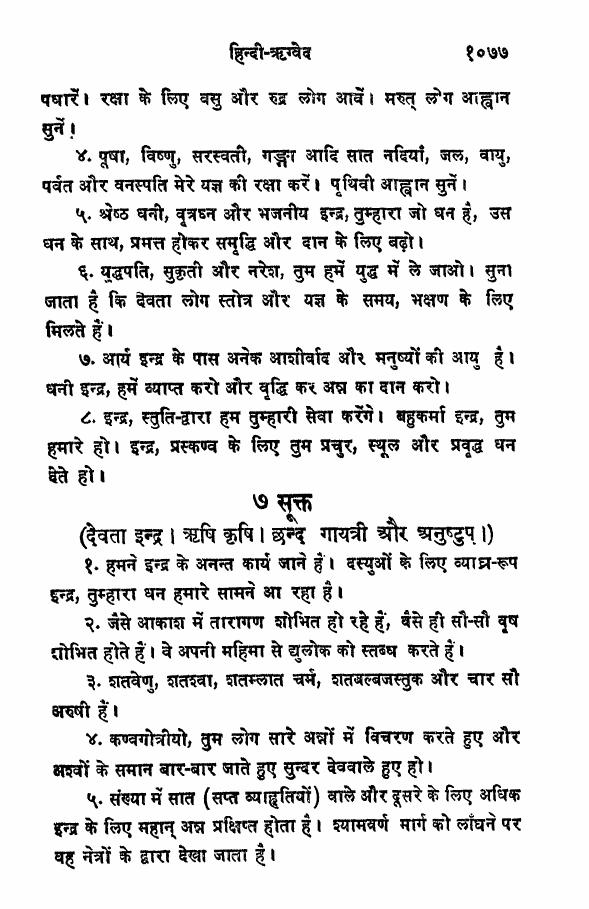 हिन्दी-ऋग्वेद १०७७
पधारें। रक्षा के लिए वसु और रुद्र लोग आवें। मरुत् लोग आह्वान
सुनें!
४. पूषा, विष्णु, सरस्वती, गङ्गा आदि सात नदियाँ, जल, वायु,
पर्वत और वनस्पति मेरे यज्ञ की रक्षा करें। पृथिवी आह्वान सुनें।
५. श्रेष्ठ धनी, वृत्रघ्न और भजनीय इन्द्र, तुम्हारा जो धन है, उस
धन के साथ, प्रमत्त होकर समृद्धि और दान के लिए बढ़ो।
६. युद्धपति, सुकृती और नरेश, तुम हमें युद्ध में ले जाओ। सुना
जाता है कि देवता लोग स्तोत्र और यज्ञ के समय, भक्षण के लिए
मिलते हैं।
७. आर्य इन्द्र के पास अनेक आशीर्वाद और मनुष्यों की आयु है।
धनी इन्द्र, हमें व्याप्त करो और वृद्धि कर अन्न का दान करो।
८. इन्द्र, स्तुति-द्वारा हम तुम्हारी सेवा करेंगे। बहुकर्मा इन्द्र, तुम
हमारे हो। इन्द्र, प्रस्कण्व के लिए तुम प्रचुर, स्थूल और प्रवृद्ध धन
देते हो।
७ सूक्त
(देवता इन्द्र। ऋषि कृषि। छन्द गायत्री और अनुष्टुप्।)
१. हमने इन्द्र के अनन्त कार्य जाने हैं। दस्युओं के लिए व्याघ्र-रूप
इन्द्र, तुम्हारा धन हमारे सामने आ रहा है।
२. जैसे आकाश में तारागण शोभित हो रहे हैं, वैसे ही सौ-सौ वृष
शोभित होते हैं। वे अपनी महिमा से द्युलोक को स्तब्ध करते हैं।
३. शतवेणु, शतश्वा, शतम्लात चर्म, शतबल्बजस्तुक और चार सौ
अरुषी हैं।
४. कण्वगोत्रीयो, तुम लोग सारे अन्नों में विचरण करते हुए और
अश्वों के समान बार-बार जाते हुए सुन्दर देववाले हुए हो।
५. संख्या में सात (सप्त व्याहृतियों) वाले और दूसरे के लिए अधिक
इन्द्र के लिए महान् अन्न प्रक्षिप्त होता है। श्यामवर्ण मार्ग को लाँघने पर
वह नेत्रों के द्वारा देखा जाता है।